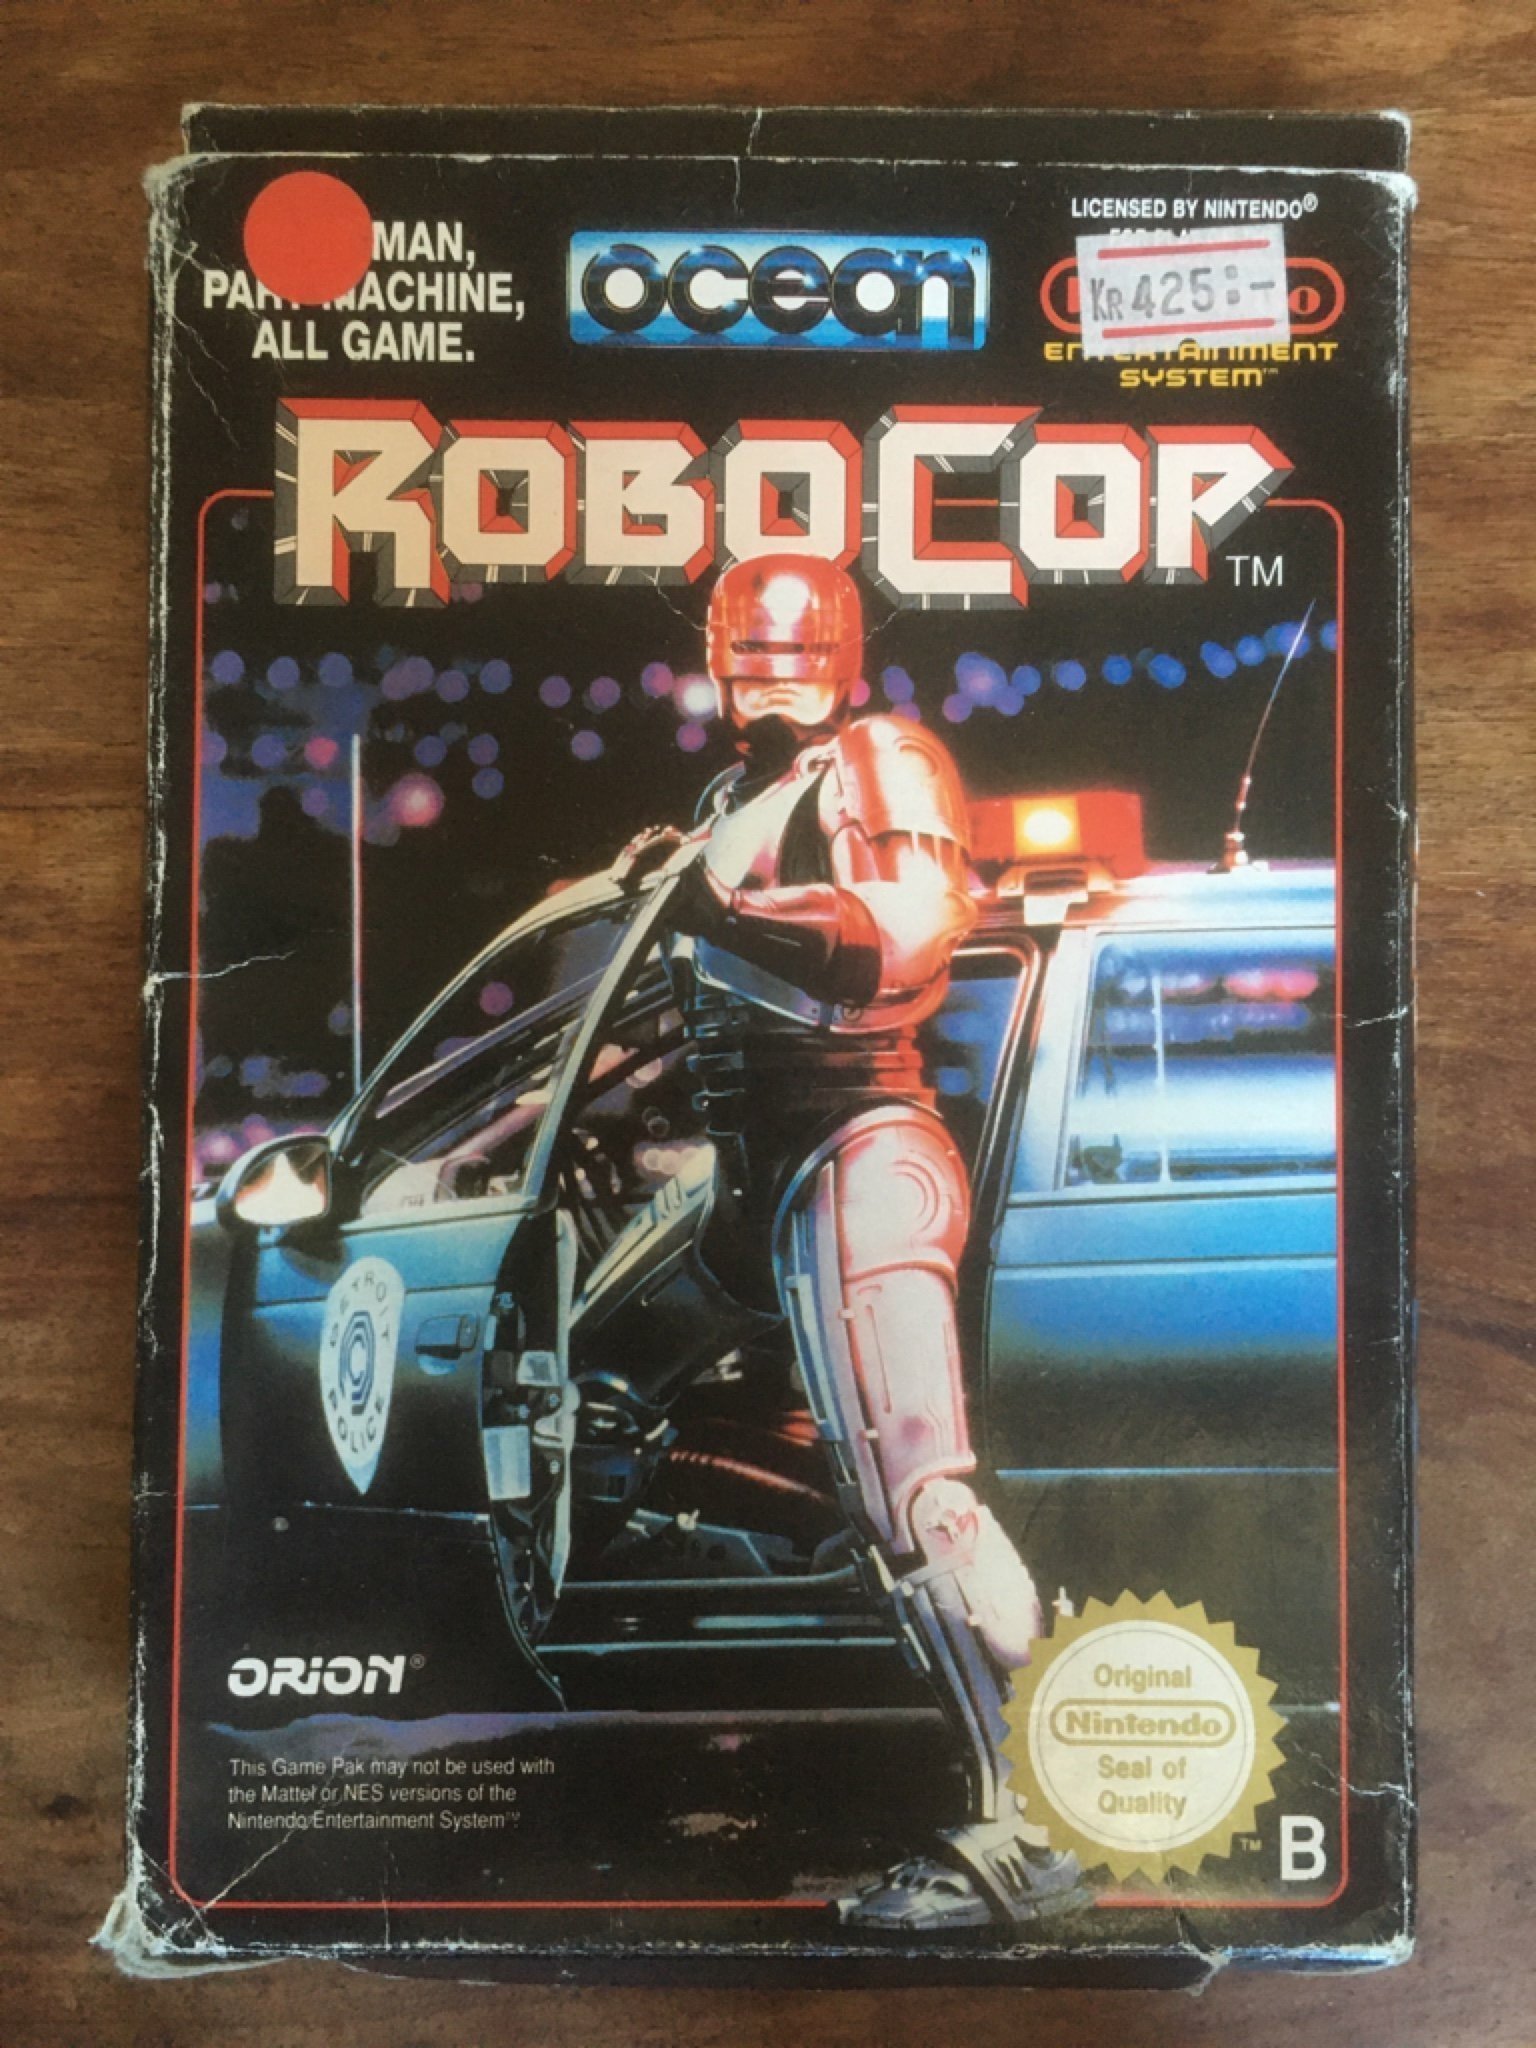 MAN,
MACHINE,
ALL GAME.
ocean
LICENSED BY NINTENDO®
KR 425:-
ENTERTAINMENT
SYSTEM™
ROBOCOP
TM
DETROIT
POLICE
ORION®
This Game Pak may not be used with
the Mattel or NES versions of the
Nintendo Entertainment System™.
Original
Nintendo
Seal of
Quality
TM
B